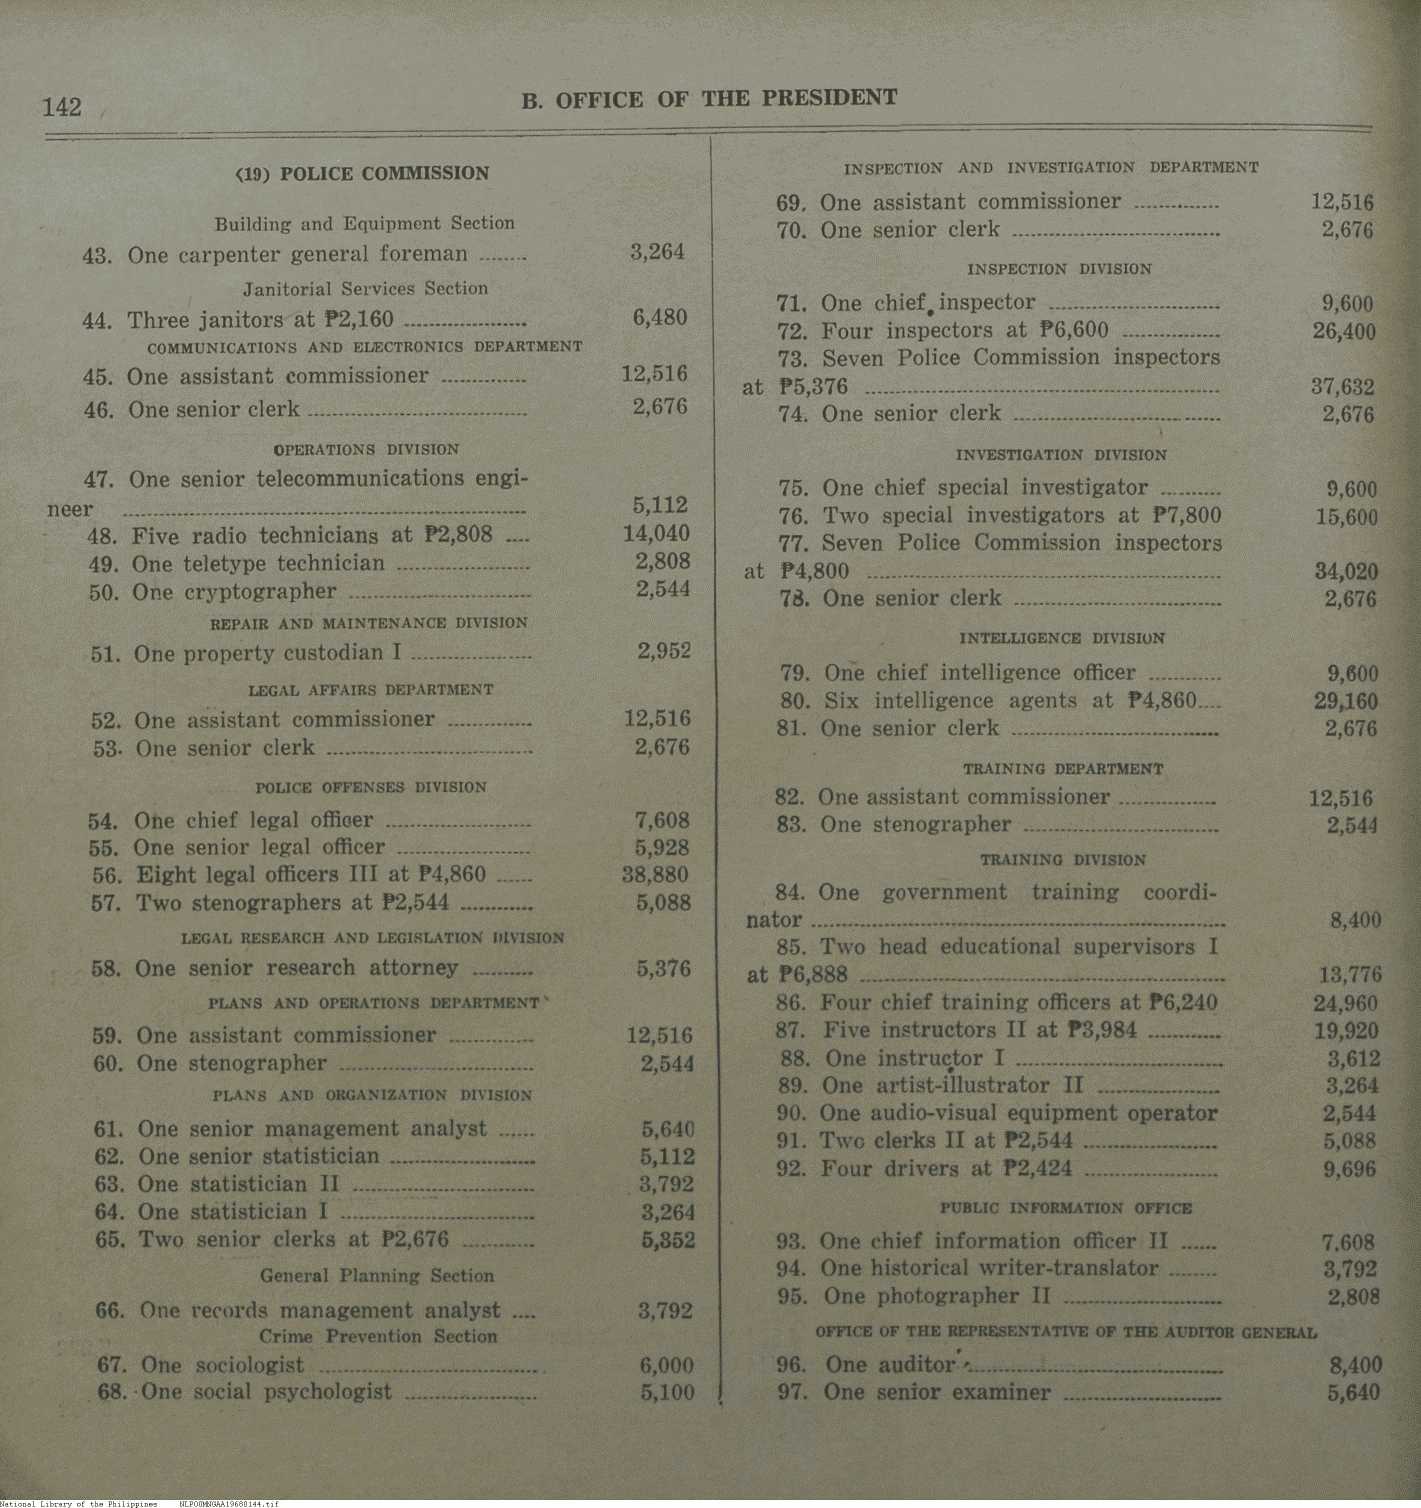 142
B. OFFICE OF THE PRESIDENT
(19) POLICE COMMISSION
Building and Equipment Section
43. One carpenter general foreman ........ 3,264
Janitorial Services Section
44. Three janitors at ₱2,160 .................... 6,480
COMMUNICATIONS AND ELECTRONICS DEPARTMENT
45. One assistant commissioner .............. 12,516
46. One senior clerk .................................... 2,676
OPERATIONS DIVISION
47. One senior telecommunications engi-
neer .................................................................. 5,112
48. Five radio technicians at ₱2,808 .... 14,040
49. One teletype technician ...................... 2,808
50. One cryptographer .............................. 2,544
REPAIR AND MAINTENANCE DIVISION
51. One property custodian I .................... 2,952
LEGAL AFFAIRS DEPARTMENT
52. One assistant commissioner .............. 12,516
53. One senior clerk .................................. 2,676
POLICE OFFENSES DIVISION
54. One chief legal officer ........................ 7,608
55. One senior legal officer ...................... 5,928
56. Eight legal officers III at ₱4,860 ...... 38,880
57. Two stenographers at ₱2,544 ............ 5,088
LEGAL RESEARCH AND LEGISLATION DIVISION
58. One senior research attorney .......... 5,376
PLANS AND OPERATIONS DEPARTMENT
59. One assistant commissioner .............. 12,516
60. One stenographer ................................ 2,544
PLANS AND ORGANIZATION DIVISION
61. One senior management analyst ...... 5,640
62. One senior statistician ........................ 5,112
63. One statistician II .............................. 3,792
64. One statistician I ................................ 3,264
65. Two senior clerks at ₱2,676 ............ 5,352
General Planning Section
66. One records management analyst .... 3,792
Crime Prevention Section
67. One sociologist .................................... 6,000
68. One social psychologist ...................... 5,100
INSPECTION AND INVESTIGATION DEPARTMENT
69. One assistant commissioner .............. 12,516
70. One senior clerk .................................. 2,676
INSPECTION DIVISION
71. One chief inspector ............................ 9,600
72. Four inspectors at ₱6,600 ................ 26,400
73. Seven Police Commission inspectors
at ₱5,376 .......................................................... 37,632
74. One senior clerk .................................. 2,676
INVESTIGATION DIVISION
75. One chief special investigator .......... 9,600
76. Two special investigators at ₱7,800 15,600
77. Seven Police Commission inspectors
at ₱4,800 .......................................................... 34,020
78. One senior clerk .................................. 2,676
INTELLIGENCE DIVISION
79. One chief intelligence officer ............ 9,600
80. Six intelligence agents at ₱4,860.... 29,160
81. One senior clerk .................................. 2,676
TRAINING DEPARTMENT
82. One assistant commissioner ................ 12,516
83. One stenographer ................................ 2,544
TRAINING DIVISION
84. One government training coordi-
nator .................................................................... 8,400
85. Two head educational supervisors I
at ₱6,888 ............................................................ 13,776
86. Four chief training officers at ₱6,240 24,960
87. Five instructors II at ₱3,984 ............ 19,920
88. One instructor I .................................. 3,612
89. One artist-illustrator II .................... 3,264
90. One audio-visual equipment operator 2,544
91. Two clerks II at ₱2,544 ...................... 5,088
92. Four drivers at ₱2,424 ...................... 9,696
PUBLIC INFORMATION OFFICE
93. One chief information officer II ...... 7,608
94. One historical writer-translator ........ 3,792
95. One photographer II .......................... 2,808
OFFICE OF THE REPRESENTATIVE OF THE AUDITOR GENERAL
96. One auditor .......................................... 8,400
97. One senior examiner .......................... 5,640
National Library of the Philippines NLPOGMNGAA19680144.tif